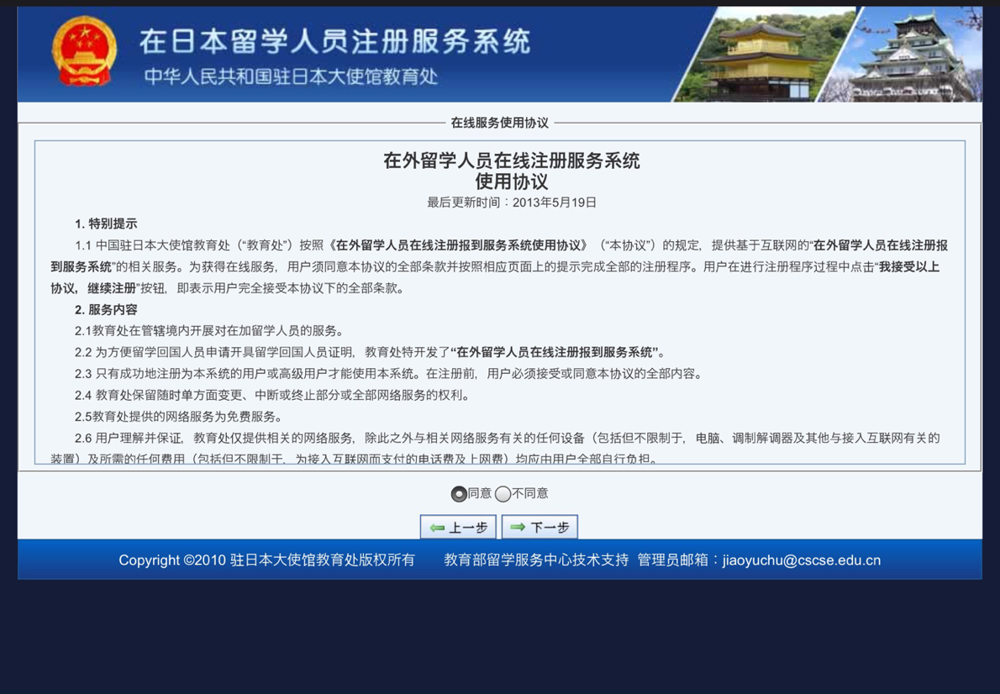 在日本留学人员注册服务系统
中华人民共和国驻日本大使馆教育处
在线服务使用协议
在外留学人员在线注册服务系统
使用协议
最后更新时间：2013年5月19日
1. 特别提示
1.1 中国驻日本大使馆教育处（“教育处”）按照《在外留学人员在线注册报到服务系统使用协议》（“本协议”）的规定，提供基于互联网的“在外留学人员在线注册报
到服务系统”的相关服务。为获得在线服务，用户须同意本协议的全部条款并按照相应页面上的提示完成全部的注册程序。用户在进行注册程序过程中点击“我接受以上
协议，继续注册”按钮，即表示用户完全接受本协议下的全部条款。
2. 服务内容
2.1教育处在管辖境内开展对在加留学人员的服务。
2.2 为方便留学回国人员申请开具留学回国人员证明，教育处特开发了“在外留学人员在线注册报到服务系统”。
2.3 只有成功地注册为本系统的用户或高级用户才能使用本系统。在注册前，用户必须接受或同意本协议的全部内容。
2.4 教育处保留随时单方面变更、中断或终止部分或全部网络服务的权利。
2.5教育处提供的网络服务为免费服务。
2.6 用户理解并保证，教育处仅提供相关的网络服务，除此之外与相关网络服务有关的任何设备（包括但不限制于，电脑、调制解调器及其他与接入互联网有关的
装置）及所需的任何费用（包括但不限制于，为接入互联网而支付的电话费及上网费）均应由用户全部自行负担。
同意 不同意
上一步 下一步
Copyright ©2010 驻日本大使馆教育处版权所有 教育部留学服务中心技术支持 管理员邮箱：jiaoyuchu@cscse.edu.cn